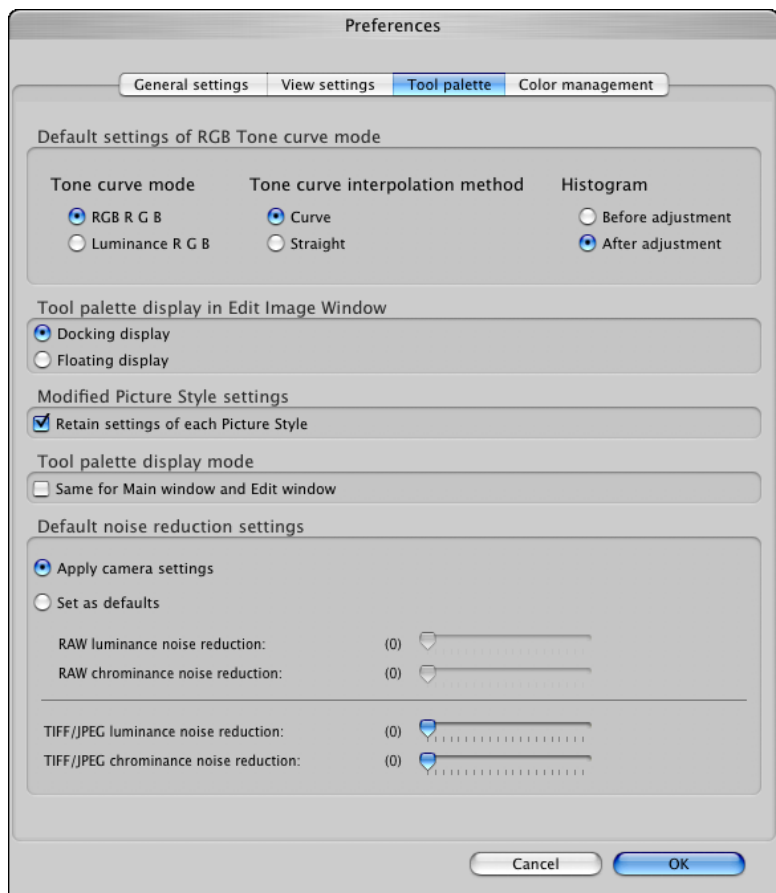 Preferences
General settings View settings Tool palette Color management
Default settings of RGB Tone curve mode
Tone curve mode Tone curve interpolation method Histogram
RGB R G B Curve Before adjustment
Luminance R G B Straight After adjustment
Tool palette display in Edit Image Window
Docking display
Floating display
Modified Picture Style settings
Retain settings of each Picture Style
Tool palette display mode
Same for Main window and Edit window
Default noise reduction settings
Apply camera settings
Set as defaults
RAW luminance noise reduction: (0)
RAW chrominance noise reduction: (0)
TIFF/JPEG luminance noise reduction: (0)
TIFF/JPEG chrominance noise reduction: (0)
Cancel OK